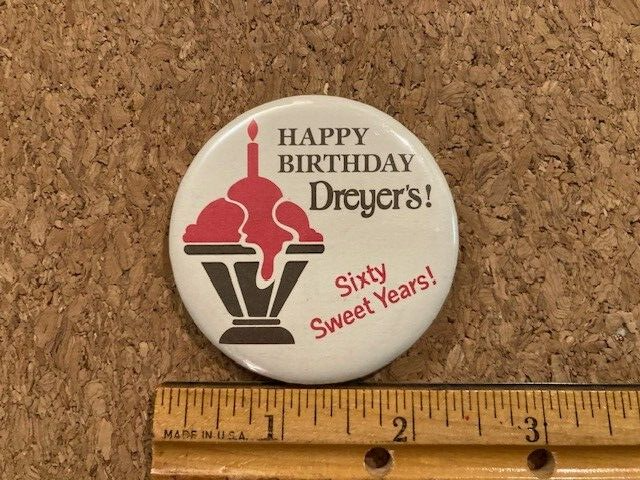 HAPPY
BIRTHDAY
Dreyer's!
Sixty
Sweet Years!
MADE IN U.S.A. 1 2 3